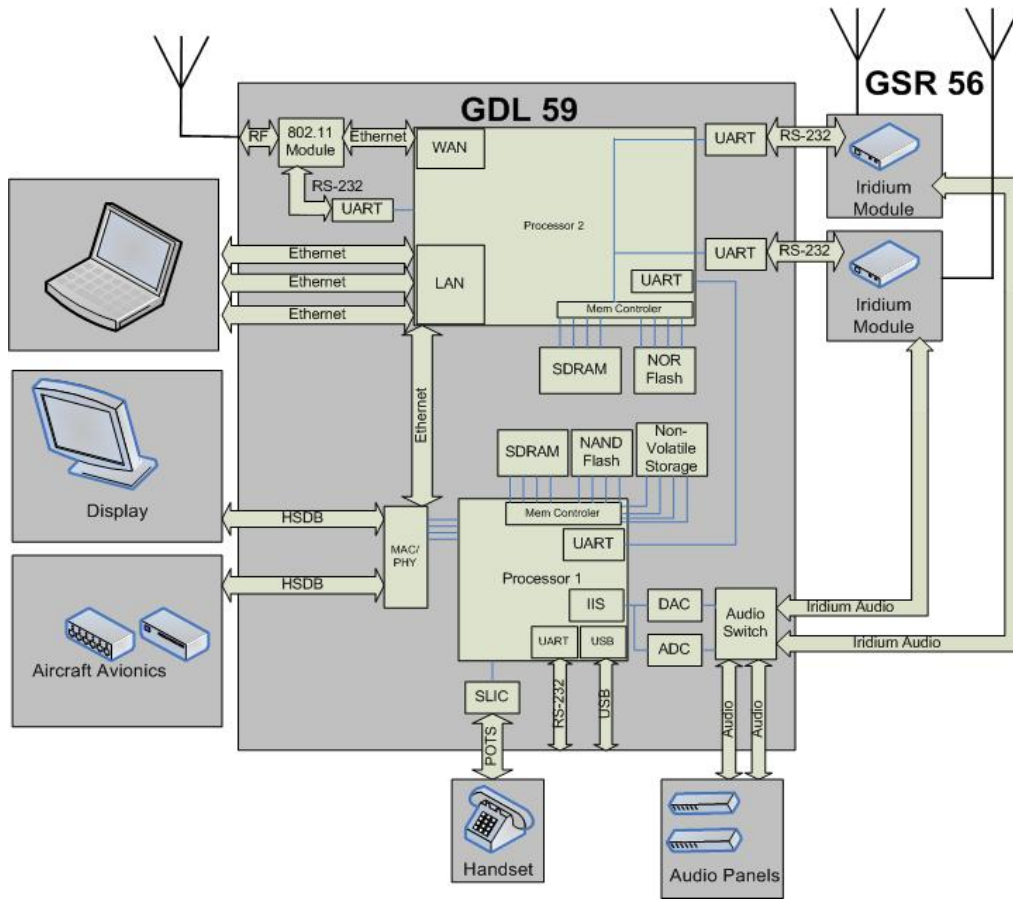 GDL 59
GSR 56
RF
802.11
Module
Ethernet
WAN
UART
RS-232
Iridium
Module
RS-232
UART
Processor 2
Ethernet
Ethernet
Ethernet
LAN
UART
RS-232
Iridium
Module
UART
Mem Controler
SDRAM
NOR
Flash
Ethernet
SDRAM
NAND
Flash
Non-
Volatile
Storage
Display
HSDB
MAC/
PHY
Mem Controler
UART
Processor 1
HSDB
IIS
DAC
ADC
Audio
Switch
Iridium Audio
Iridium Audio
UART
USB
Aircraft Avionics
SLIC
RS-232
USB
POTS
Audio
Audio
Handset
Audio Panels